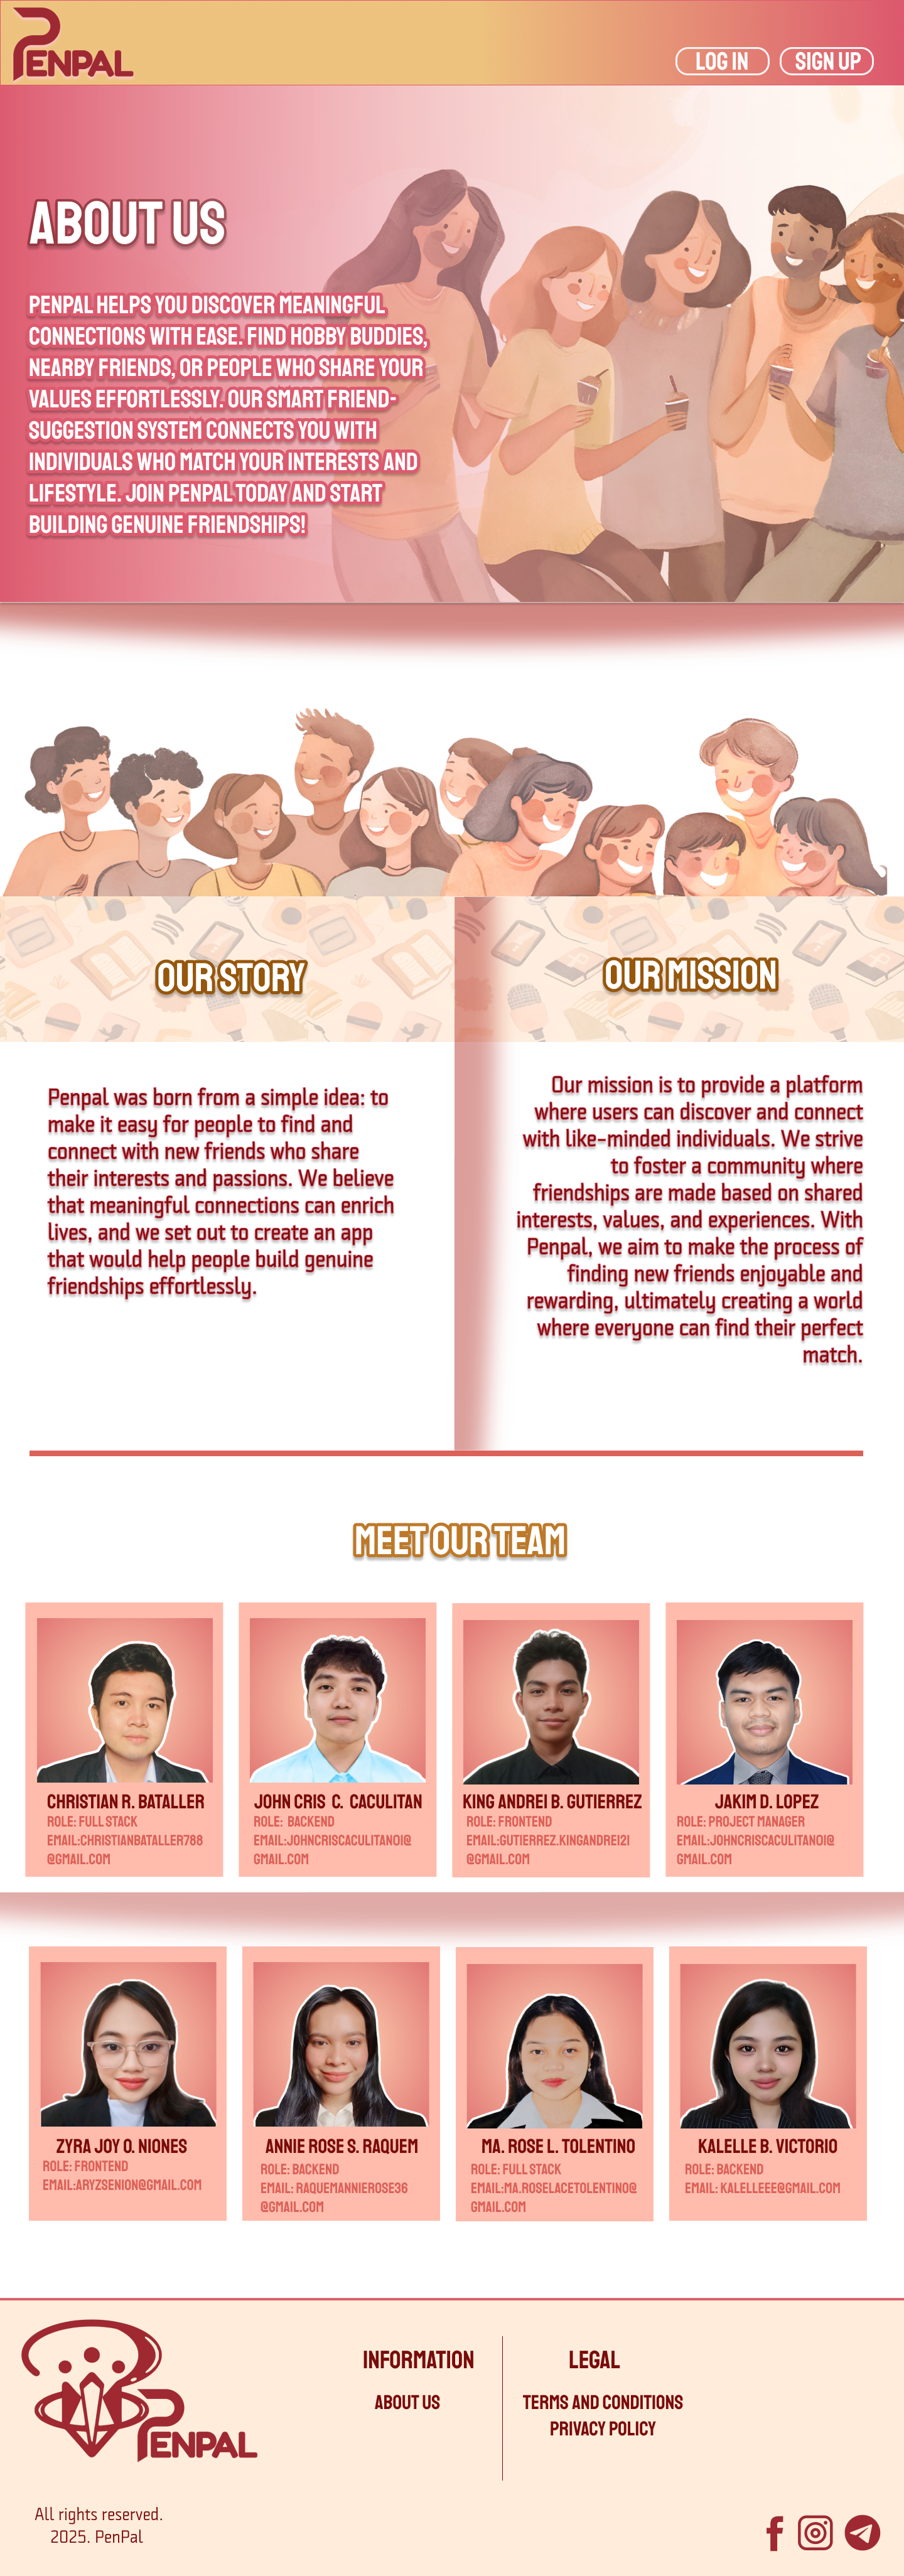 PENPAL
LOG IN
SIGN UP
ABOUT US
PENPAL HELPS YOU DISCOVER MEANINGFUL
CONNECTIONS WITH EASE. FIND HOBBY BUDDIES,
NEARBY FRIENDS, OR PEOPLE WHO SHARE YOUR
VALUES EFFORTLESSLY. OUR SMART FRIEND-
SUGGESTION SYSTEM CONNECTS YOU WITH
INDIVIDUALS WHO MATCH YOUR INTERESTS AND
LIFESTYLE. JOIN PENPAL TODAY AND START
BUILDING GENUINE FRIENDSHIPS!
OUR STORY
Penpal was born from a simple idea: to
make it easy for people to find and
connect with new friends who share
their interests and passions. We believe
that meaningful connections can enrich
lives, and we set out to create an app
that would help people build genuine
friendships effortlessly.
OUR MISSION
Our mission is to provide a platform
where users can discover and connect
with like-minded individuals. We strive
to foster a community where
friendships are made based on shared
interests, values, and experiences. With
Penpal, we aim to make the process of
finding new friends enjoyable and
rewarding, ultimately creating a world
where everyone can find their perfect
match.
MEET OUR TEAM
CHRISTIAN R. BATALLER
ROLE: FULL STACK
EMAIL:CHRISTIANBATALLER788
@GMAIL.COM
JOHN CRIS C. CACULITAN
ROLE: BACKEND
EMAIL:JOHNCRISCACULITAN01@
GMAIL.COM
KING ANDREI B. GUTIERREZ
ROLE: FRONTEND
EMAIL:GUTIERREZ.KINGANDREI21
@GMAIL.COM
JAKIM D. LOPEZ
ROLE: PROJECT MANAGER
EMAIL:JOHNCRISCACULITAN01@
GMAIL.COM
ZYRA JOY O. NIONES
ROLE: FRONTEND
EMAIL:ARYZSENION@GMAIL.COM
ANNIE ROSE S. RAQUEM
ROLE: BACKEND
EMAIL: RAQUEMANNIEROSE36
@GMAIL.COM
MA. ROSE L. TOLENTINO
ROLE: FULL STACK
EMAIL:MA.ROSELACETOLENTINO@
GMAIL.COM
KALELLE B. VICTORIO
ROLE: BACKEND
EMAIL: KALELLEEE@GMAIL.COM
PENPAL
INFORMATION
ABOUT US
LEGAL
TERMS AND CONDITIONS
PRIVACY POLICY
All rights reserved.
2025. PenPal